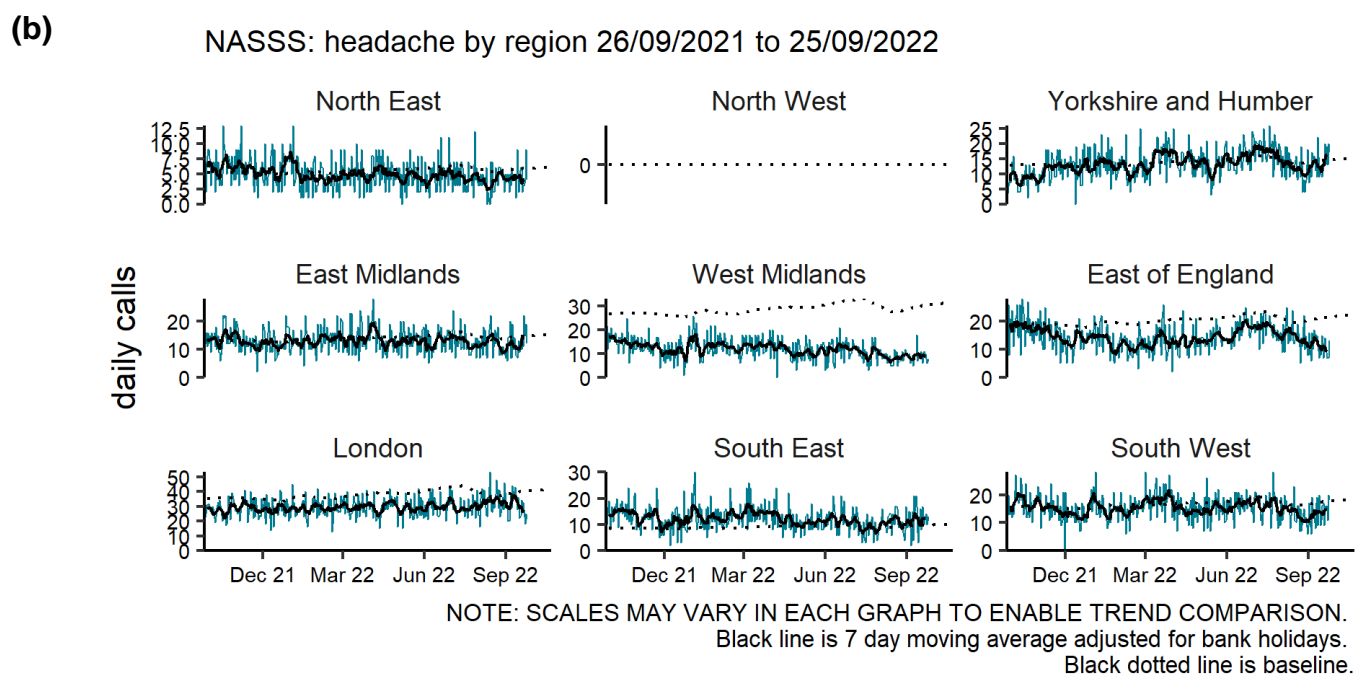 (b)
NASSS: headache by region 26/09/2021 to 25/09/2022
North East
North West
Yorkshire and Humber
12.5
10.0
7.5
5.0
2.5
0.0
0
25
20
15
10
5
0
daily calls
East Midlands
West Midlands
East of England
20
10
0
30
20
10
0
20
10
0
London
South East
South West
50
40
30
20
10
0
30
20
10
0
20
10
0
Dec 21 Mar 22 Jun 22 Sep 22
Dec 21 Mar 22 Jun 22 Sep 22
Dec 21 Mar 22 Jun 22 Sep 22
NOTE: SCALES MAY VARY IN EACH GRAPH TO ENABLE TREND COMPARISON.
Black line is 7 day moving average adjusted for bank holidays.
Black dotted line is baseline.